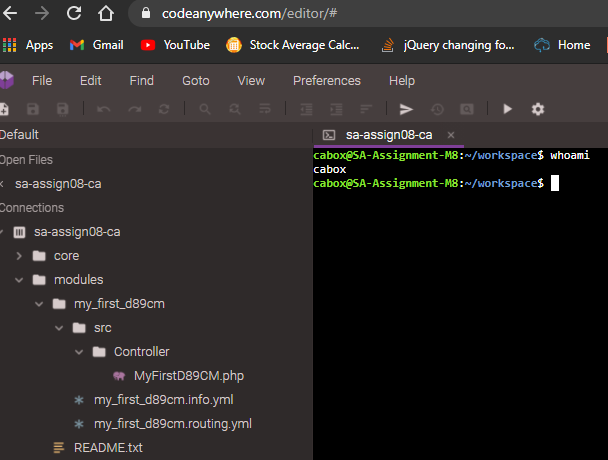 codeanywhere.com/editor/#
Apps Gmail YouTube Stock Average Calc... jQuery changing fo... Home
File Edit Find Goto View Preferences Help
Default
sa-assign08-ca
Open Files
sa-assign08-ca
Connections
sa-assign08-ca
core
modules
my_first_d89cm
src
Controller
MyFirstD89CM.php
my_first_d89cm.info.yml
my_first_d89cm.routing.yml
README.txt
cabox@SA-Assignment-M8:~/workspace$ whoami
cabox
cabox@SA-Assignment-M8:~/workspace$